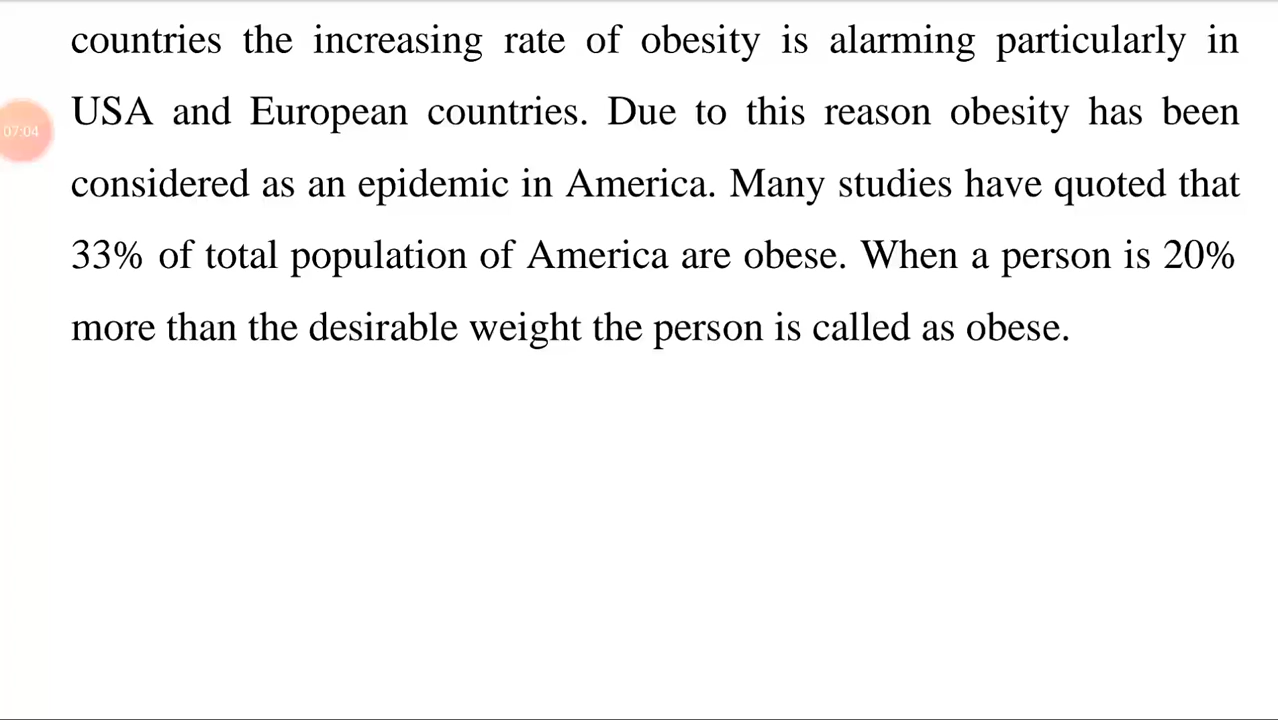 countries the increasing rate of obesity is alarming particularly in
USA and European countries. Due to this reason obesity has been
07:04
considered as an epidemic in America. Many studies have quoted that
33% of total population of America are obese. When a person is 20%
more than the desirable weight the person is called as obese.